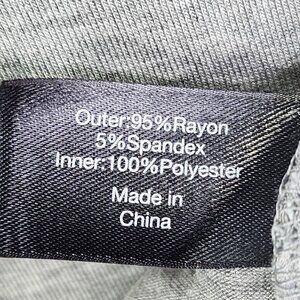 Outer:95%Rayon
5%Spandex
Inner:100%Polyester
Made in
China